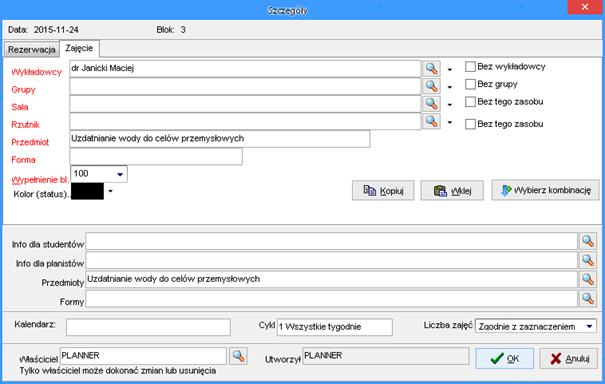 Szczegóły
Data: 2015-11-24 Blok: 3
Rezerwacja Zajęcie
Wykładowcy dr Janicki Maciej Bez wykładowcy
Grupy Bez grupy
Sala Bez tego zasobu
Rzutnik Bez tego zasobu
Przedmiot Uzdatnianie wody do celów przemysłowych
Forma
Wypełnienie bl. 100
Kolor (status).. Kopiuj Wklej Wybierz kombinację
Info dla studentów
Info dla planistów
Przedmioty Uzdatnianie wody do celów przemysłowych
Formy
Kalendarz: Cykl 1 Wszystkie tygodnie Liczba zajęć Zgodnie z zaznaczeniem
Właściciel PLANNER Utworzył PLANNER OK Anuluj
Tylko właściciel może dokonać zmian lub usunięcia